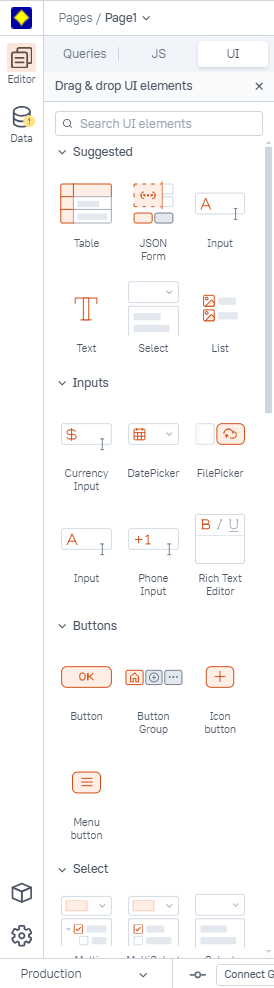 Pages / Page1
Queries JS UI
Editor
Drag & drop UI elements
Search UI elements
Data
Suggested
Table JSON Form Input
Text Select List
Inputs
$
Currency Input DatePicker FilePicker
A +1 B / U
Input Phone Input Rich Text Editor
Buttons
OK
Button Button Group Icon button
Menu button
Select
Production Connect G